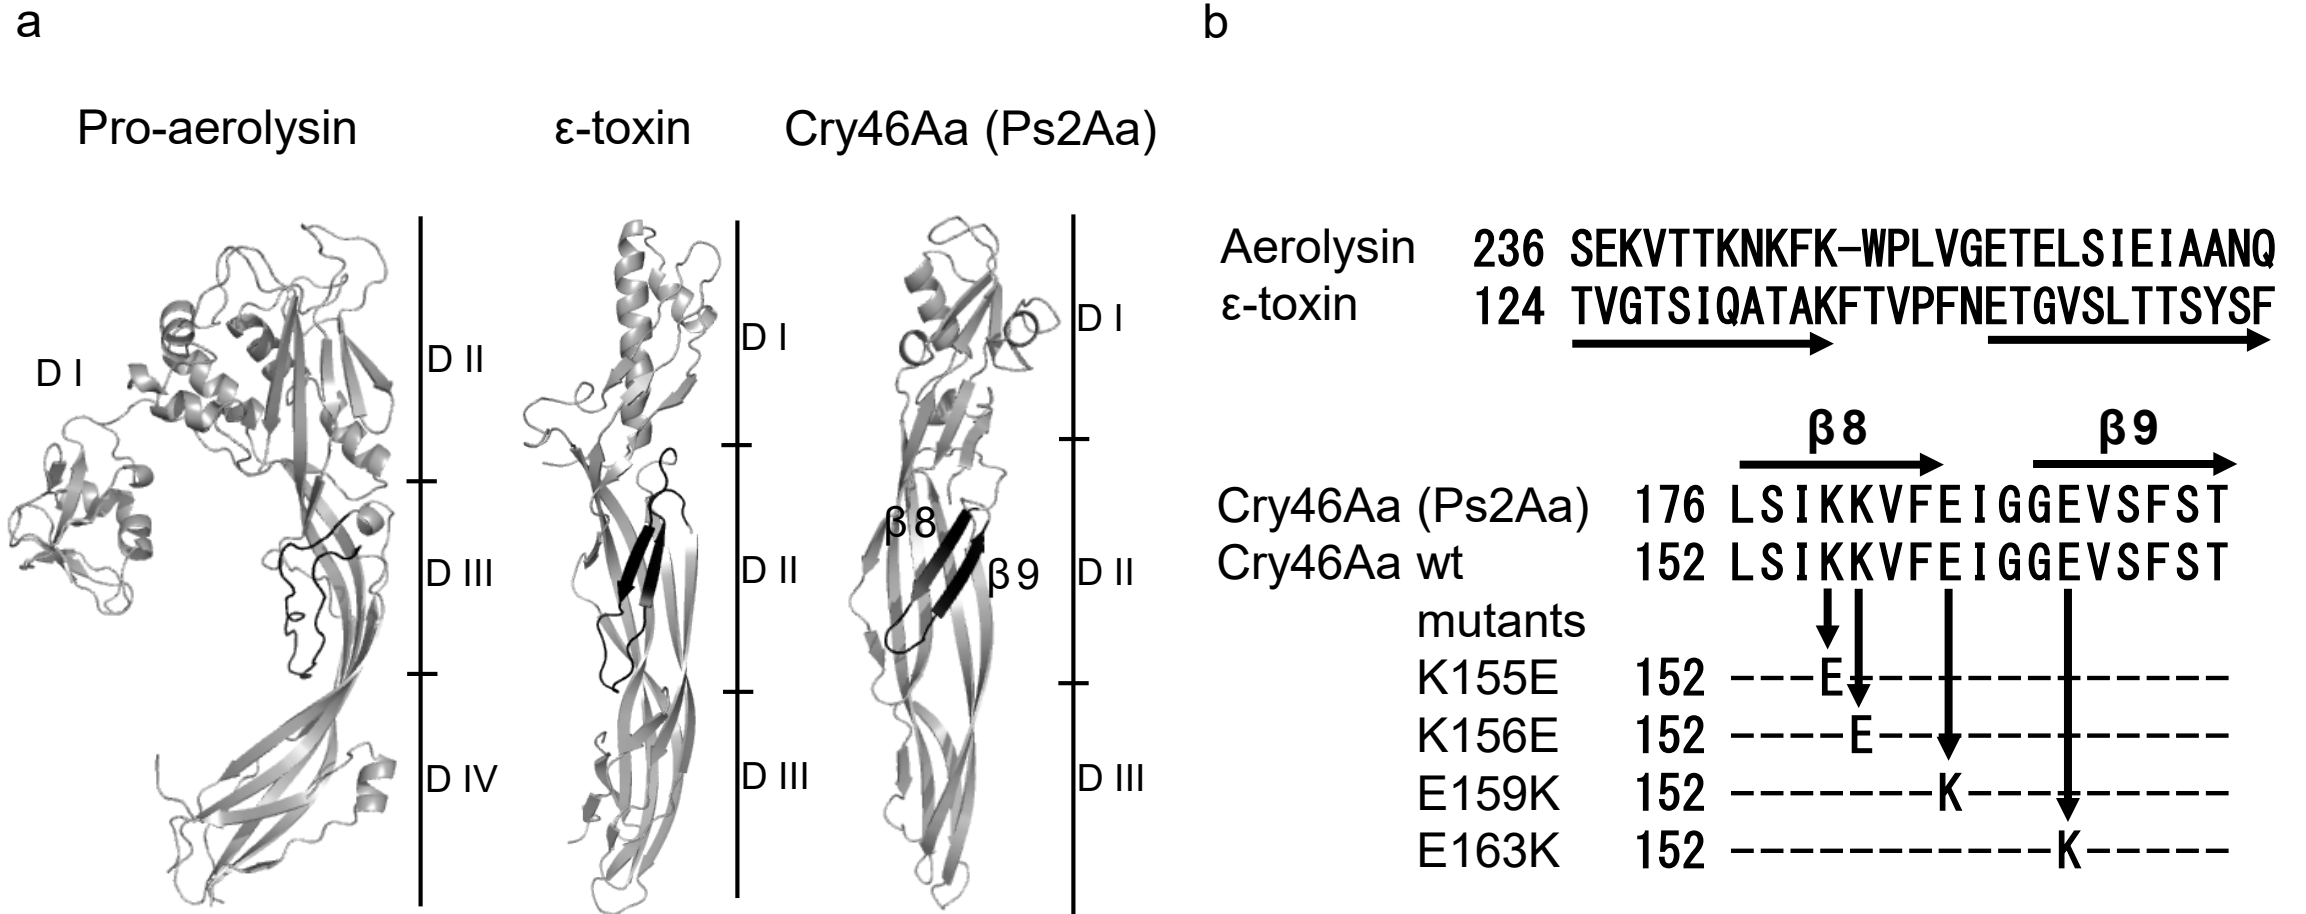 a
b
Pro-aerolysin
ε-toxin
Cry46Aa (Ps2Aa)
D I
D II
D III
D IV
D I
D II
D III
β8
β9
D I
D II
D III
Aerolysin 236 SEKVTTKNKFK–WPLVGETELSIEIAANQ
ε-toxin 124 TVGTSIQATAKFTVPFNETGVSLTTSYSF
β8 β9
Cry46Aa (Ps2Aa) 176 LSIKKVFEIGGEVSFST
Cry46Aa wt 152 LSIKKVFEIGGEVSFST
mutants
K155E 152 –––E–––––––––––––
K156E 152 ––––E––––––––––––
E159K 152 –––––––K–––––––––
E163K 152 –––––––––––K–––––